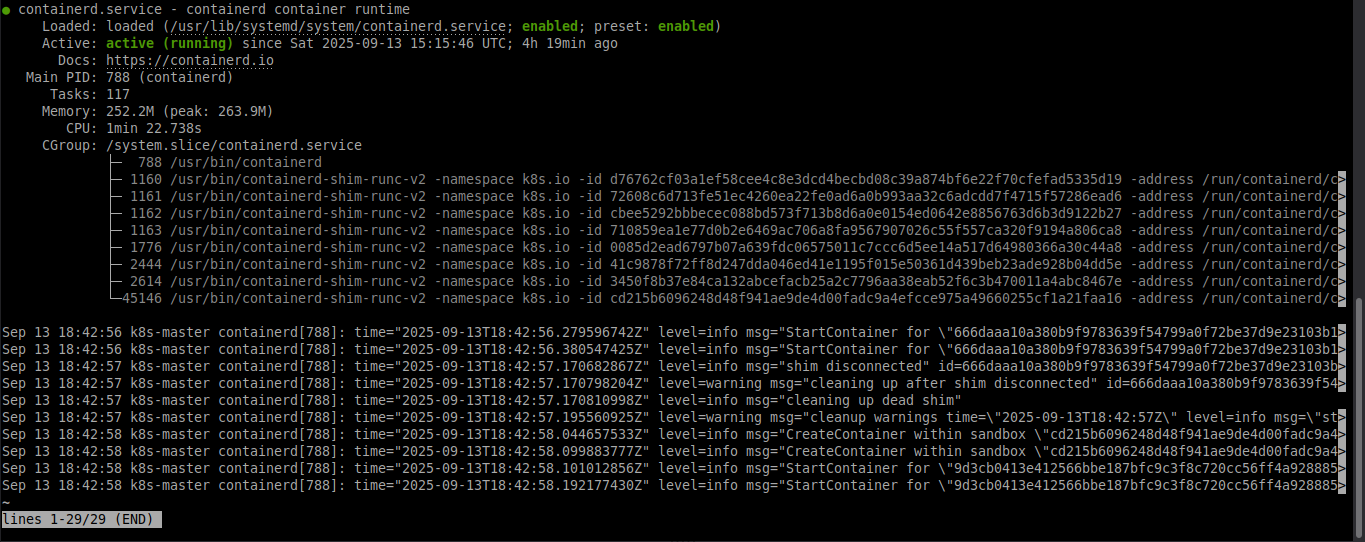 ● containerd.service - containerd container runtime
Loaded: loaded (/usr/lib/systemd/system/containerd.service; enabled; preset: enabled)
Active: active (running) since Sat 2025-09-13 15:15:46 UTC; 4h 19min ago
Docs: https://containerd.io
Main PID: 788 (containerd)
Tasks: 117
Memory: 252.2M (peak: 263.9M)
CPU: 1min 22.738s
CGroup: /system.slice/containerd.service
├─ 788 /usr/bin/containerd
├─ 1160 /usr/bin/containerd-shim-runc-v2 -namespace k8s.io -id d76762cf03a1ef58cee4c8e3dcd4becbd08c39a874bf6e22f70cfefad5335d19 -address /run/containerd/c>
├─ 1161 /usr/bin/containerd-shim-runc-v2 -namespace k8s.io -id 72608c6d713fe51ec4260ea22fe0ad6a0b993aa32c6adcdd7f4715f57286ead6 -address /run/containerd/c>
├─ 1162 /usr/bin/containerd-shim-runc-v2 -namespace k8s.io -id cbee5292bbbecec088bd573f713b8d6a0e0154ed0642e8856763d6b3d9122b27 -address /run/containerd/c>
├─ 1163 /usr/bin/containerd-shim-runc-v2 -namespace k8s.io -id 710859ea1e77d0b2e6469ac706a8fa9567907026c55f557ca320f9194a806ca8 -address /run/containerd/c>
├─ 1776 /usr/bin/containerd-shim-runc-v2 -namespace k8s.io -id 0085d2ead6797b07a639fdc06575011c7ccc6d5ee14a517d64980366a30c44a8 -address /run/containerd/c>
├─ 2444 /usr/bin/containerd-shim-runc-v2 -namespace k8s.io -id 41c9878f72ff8d247dda046ed41e1195f015e50361d439beb23ade928b04dd5e -address /run/containerd/c>
├─ 2614 /usr/bin/containerd-shim-runc-v2 -namespace k8s.io -id 3450f8b37e84ca132abcefacb25a2c7796aa38eab52f6c3b470011a4abc8467e -address /run/containerd/c>
└─45146 /usr/bin/containerd-shim-runc-v2 -namespace k8s.io -id cd215b6096248d48f941ae9de4d00fadc9a4efcce975a49660255cf1a21faa16 -address /run/containerd/c>
Sep 13 18:42:56 k8s-master containerd[788]: time="2025-09-13T18:42:56.279596742Z" level=info msg="StartContainer for \"666daaa10a380b9f9783639f54799a0f72be37d9e23103b1>
Sep 13 18:42:56 k8s-master containerd[788]: time="2025-09-13T18:42:56.380547425Z" level=info msg="StartContainer for \"666daaa10a380b9f9783639f54799a0f72be37d9e23103b1>
Sep 13 18:42:57 k8s-master containerd[788]: time="2025-09-13T18:42:57.170682867Z" level=info msg="shim disconnected" id=666daaa10a380b9f9783639f54799a0f72be37d9e23103b>
Sep 13 18:42:57 k8s-master containerd[788]: time="2025-09-13T18:42:57.170798204Z" level=warning msg="cleaning up after shim disconnected" id=666daaa10a380b9f9783639f54>
Sep 13 18:42:57 k8s-master containerd[788]: time="2025-09-13T18:42:57.170810998Z" level=info msg="cleaning up dead shim"
Sep 13 18:42:57 k8s-master containerd[788]: time="2025-09-13T18:42:57.195560925Z" level=warning msg="cleanup warnings time=\"2025-09-13T18:42:57Z\" level=info msg=\"st>
Sep 13 18:42:58 k8s-master containerd[788]: time="2025-09-13T18:42:58.044657533Z" level=info msg="CreateContainer within sandbox \"cd215b6096248d48f941ae9de4d00fadc9a4>
Sep 13 18:42:58 k8s-master containerd[788]: time="2025-09-13T18:42:58.099883777Z" level=info msg="CreateContainer within sandbox \"cd215b6096248d48f941ae9de4d00fadc9a4>
Sep 13 18:42:58 k8s-master containerd[788]: time="2025-09-13T18:42:58.101012856Z" level=info msg="StartContainer for \"9d3cb0413e412566bbe187bfc9c3f8c720cc56ff4a928885>
Sep 13 18:42:58 k8s-master containerd[788]: time="2025-09-13T18:42:58.192177430Z" level=info msg="StartContainer for \"9d3cb0413e412566bbe187bfc9c3f8c720cc56ff4a928885>
~
lines 1-29/29 (END)